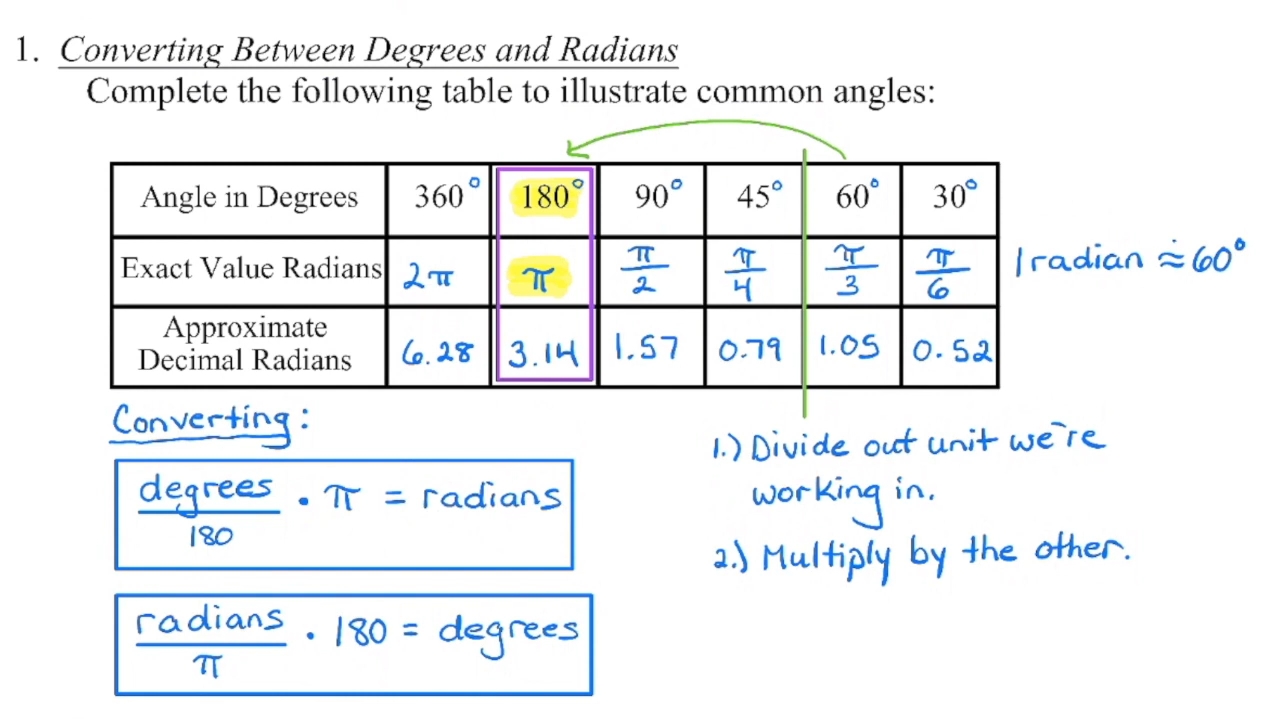 1. Converting Between Degrees and Radians
Complete the following table to illustrate common angles:
Angle in Degrees 360° 180° 90° 45° 60° 30°
Exact Value Radians 2π π π/2 π/4 π/3 π/6
1 radian ≈ 60°
Approximate
Decimal Radians 6.28 3.14 1.57 0.79 1.05 0.52
Converting:
degrees/180 · π = radians
radians/π · 180 = degrees
1.) Divide out unit we're
working in.
2.) Multiply by the other.